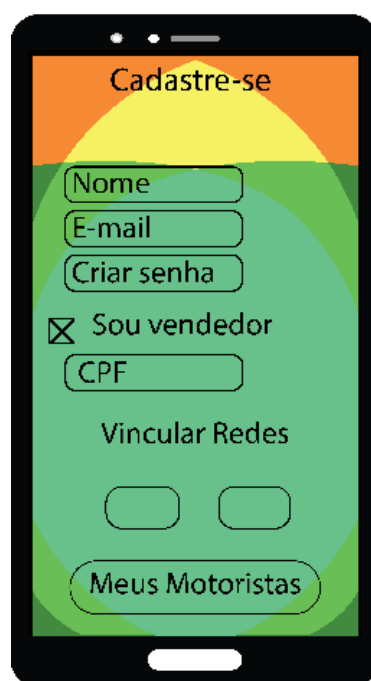 Cadastre-se
Nome
E-mail
Criar senha
Sou vendedor
CPF
Vincular Redes
Meus Motoristas